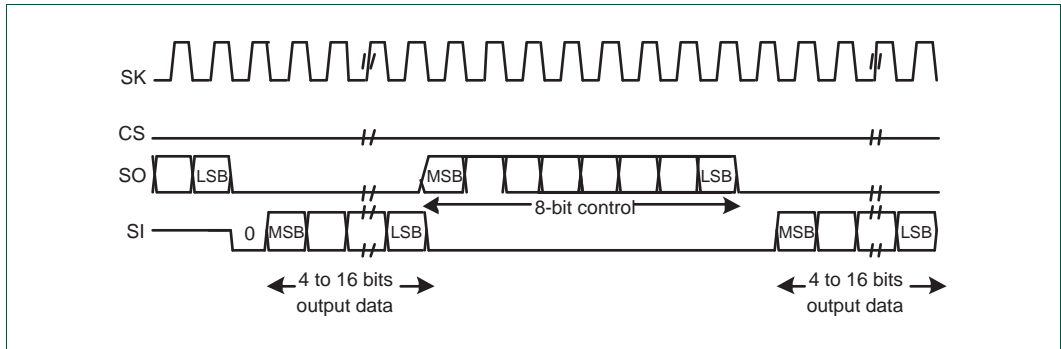 SK
CS
SO LSB MSB LSB
8-bit control
SI 0 MSB LSB MSB LSB
4 to 16 bits 4 to 16 bits
output data output data